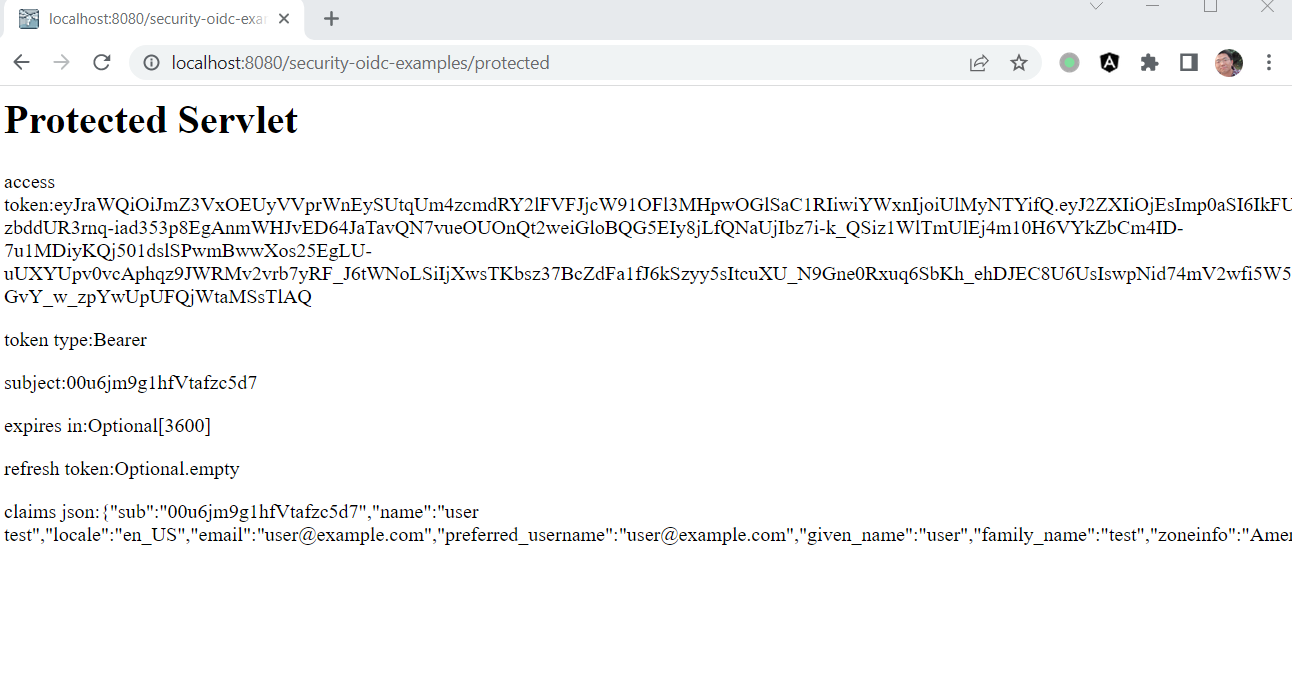 localhost:8080/security-oidc-exa
localhost:8080/security-oidc-examples/protected
Protected Servlet
access
token:eyJraWQiOiJmZ3VxOEUyVVprWnEySUtqUm4zcmdRY2lFVFJjcW91OFl3MHpwOGlSaC1RIiwiYWxnIjoiUlMyNTYifQ.eyJ2ZXIiOjEsImp0aSI6IkFU
zbddUR3rnq-iad353p8EgAnmWHJvED64JaTavQN7vueOUOnQt2weiGloBQG5EIy8jLfQNaUjIbz7i-k_QSiz1WlTmUlEj4m10H6VYkZbCm4ID-
7u1MDiyKQj501dslSPwmBwwXos25EgLU-
uUXYUpv0vcAphqz9JWRMv2vrb7yRF_J6tWNoLSiIjXwsTKbsz37BcZdFa1fJ6kSzyy5sItcuXU_N9Gne0Rxuq6SbKh_ehDJEC8U6UsIswpNid74mV2wfi5W5
GvY_w_zpYwUpUFQjWtaMSsTlAQ
token type:Bearer
subject:00u6jm9g1hfVtafzc5d7
expires in:Optional[3600]
refresh token:Optional.empty
claims json:{"sub":"00u6jm9g1hfVtafzc5d7","name":"user
test","locale":"en_US","email":"user@example.com","preferred_username":"user@example.com","given_name":"user","family_name":"test","zoneinfo":"Amer